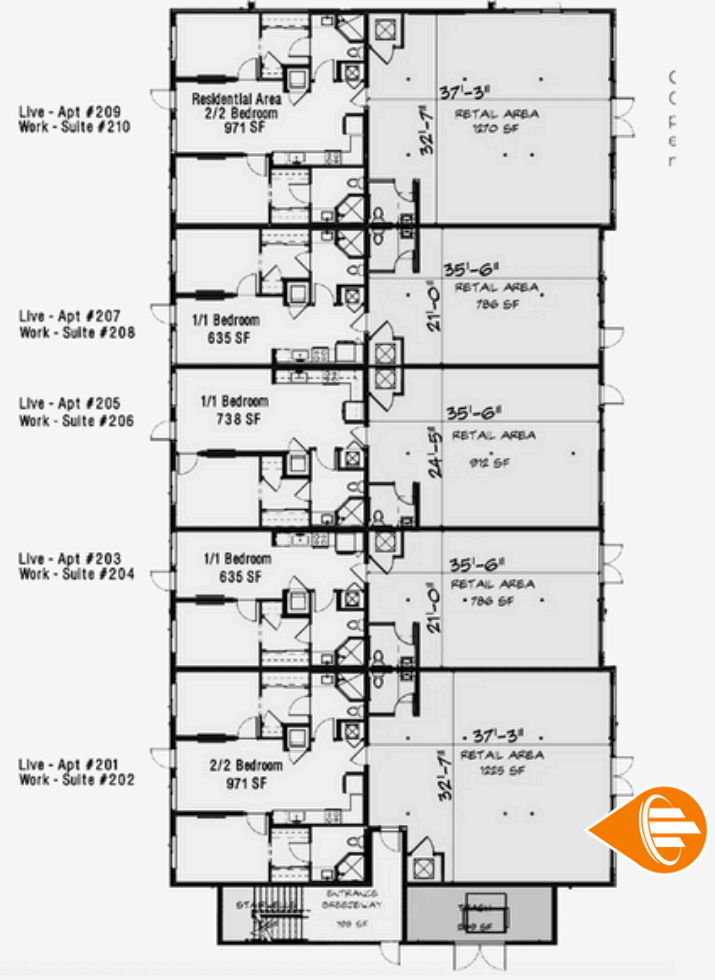 Live - Apt #209
Work - Suite #210
Residential Area
2/2 Bedroom
971 SF
37'-3"
32'-7"
RETAIL AREA
1270 SF
Live - Apt #207
Work - Suite #208
1/1 Bedroom
635 SF
35'-6"
21'-0"
RETAIL AREA
786 SF
Live - Apt #205
Work - Suite #206
1/1 Bedroom
738 SF
35'-6"
24'-5"
RETAIL AREA
912 SF
Live - Apt #203
Work - Suite #204
1/1 Bedroom
635 SF
35'-6"
21'-0"
RETAIL AREA
786 SF
Live - Apt #201
Work - Suite #202
2/2 Bedroom
971 SF
37'-3"
32'-7"
RETAIL AREA
1225 SF
ENTRANCE
BREEZEWAY
SF
TRASH
SF